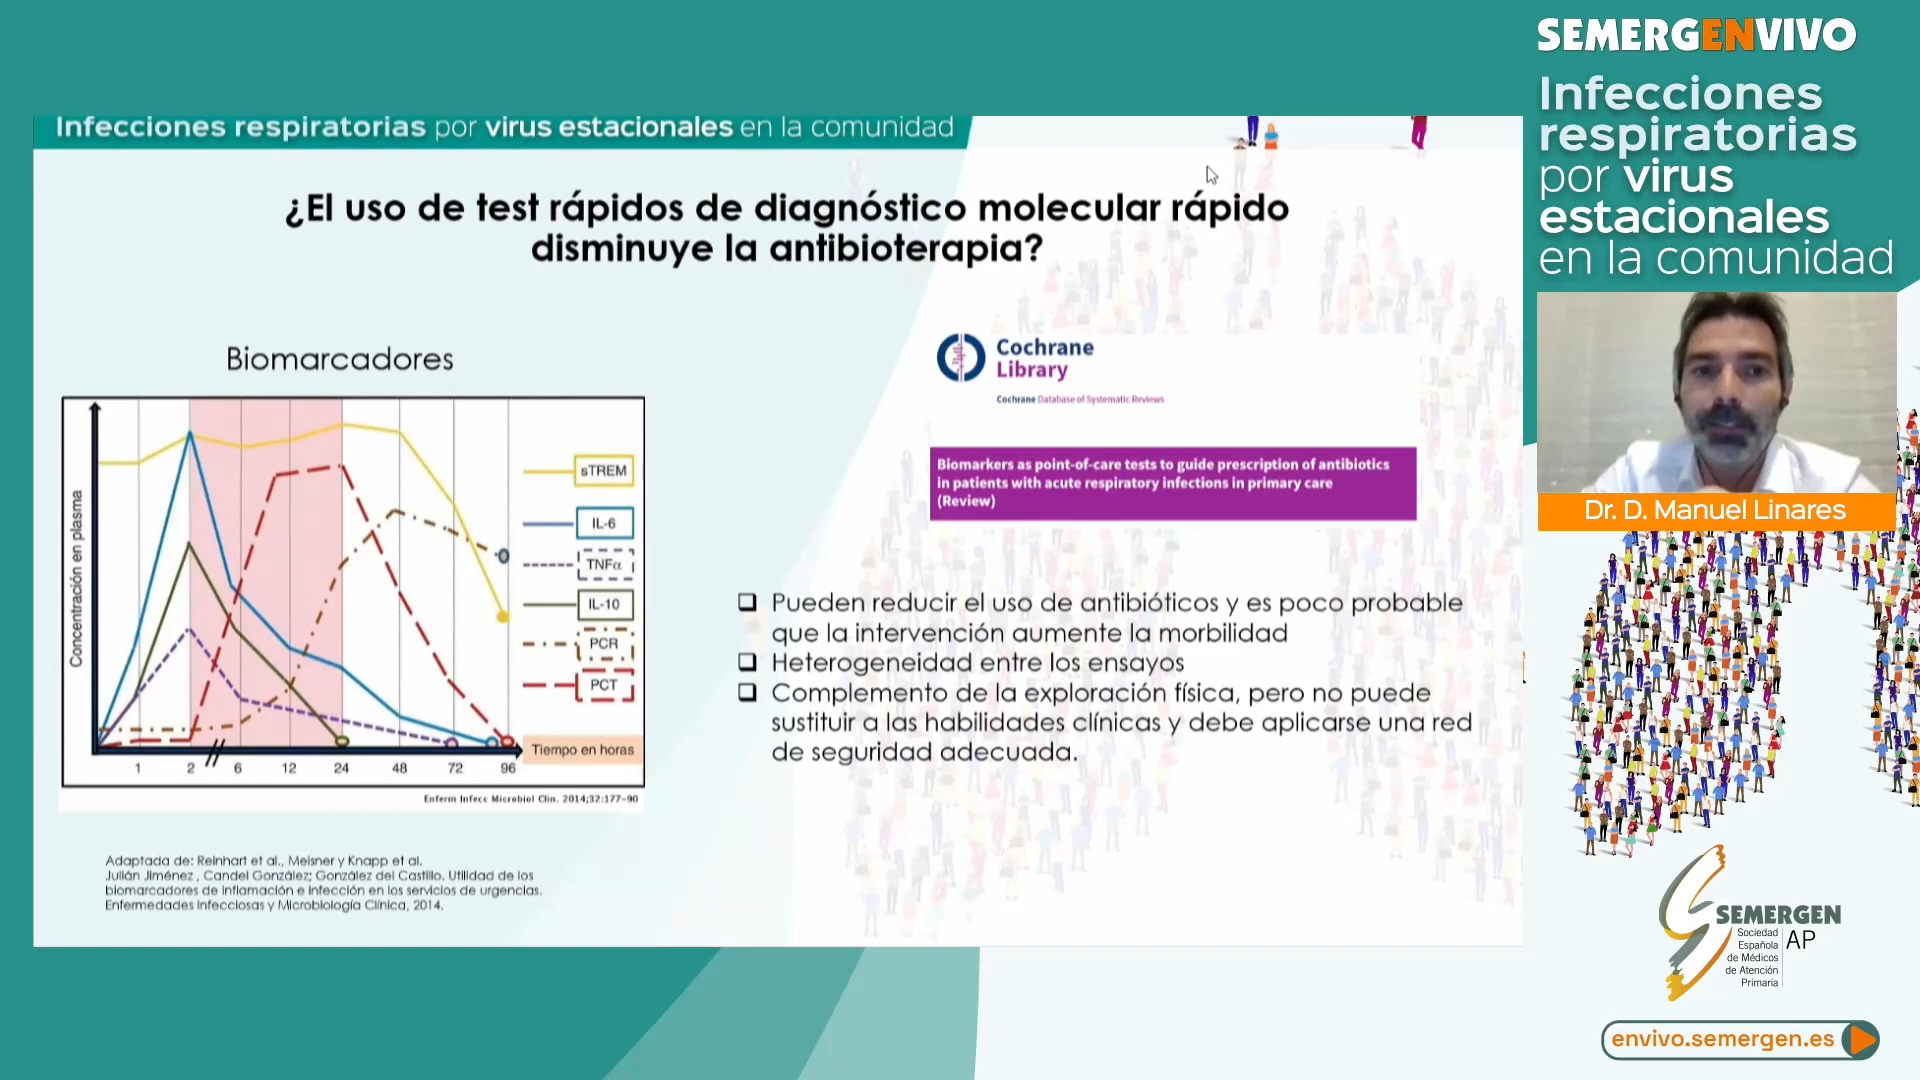 SEMERGENVIVO
Infecciones
respiratorias
por virus
estacionales
en la comunidad
Infecciones respiratorias por virus estacionales en la comunidad
¿El uso de test rápidos de diagnóstico molecular rápido
disminuye la antibioterapia?
Biomarcadores
Concentración en plasma
sTREM
IL-6
TNFα
IL-10
PCR
PCT
Tiempo en horas
1 2 6 12 24 48 72 96
Enferm Infecc Microbiol Clin. 2014;32:177-90
Adaptada de: Reinhart et al., Meisner y Knapp et al.
Julián Jiménez , Candel González; González del Castillo. Utilidad de los
biomarcadores de inflamación e infección en los servicios de urgencias.
Enfermedades Infecciosas y Microbiología Clínica, 2014.
Cochrane
Library
Cochrane Database of Systematic Reviews
Biomarkers as point-of-care tests to guide prescription of antibiotics
in patients with acute respiratory infections in primary care
(Review)
Pueden reducir el uso de antibióticos y es poco probable
que la intervención aumente la morbilidad
Heterogeneidad entre los ensayos
Complemento de la exploración física, pero no puede
sustituir a las habilidades clínicas y debe aplicarse una red
de seguridad adecuada.
Dr. D. Manuel Linares
SEMERGEN
Sociedad
Española
de Médicos
de Atención
Primaria
AP
envivo.semergen.es